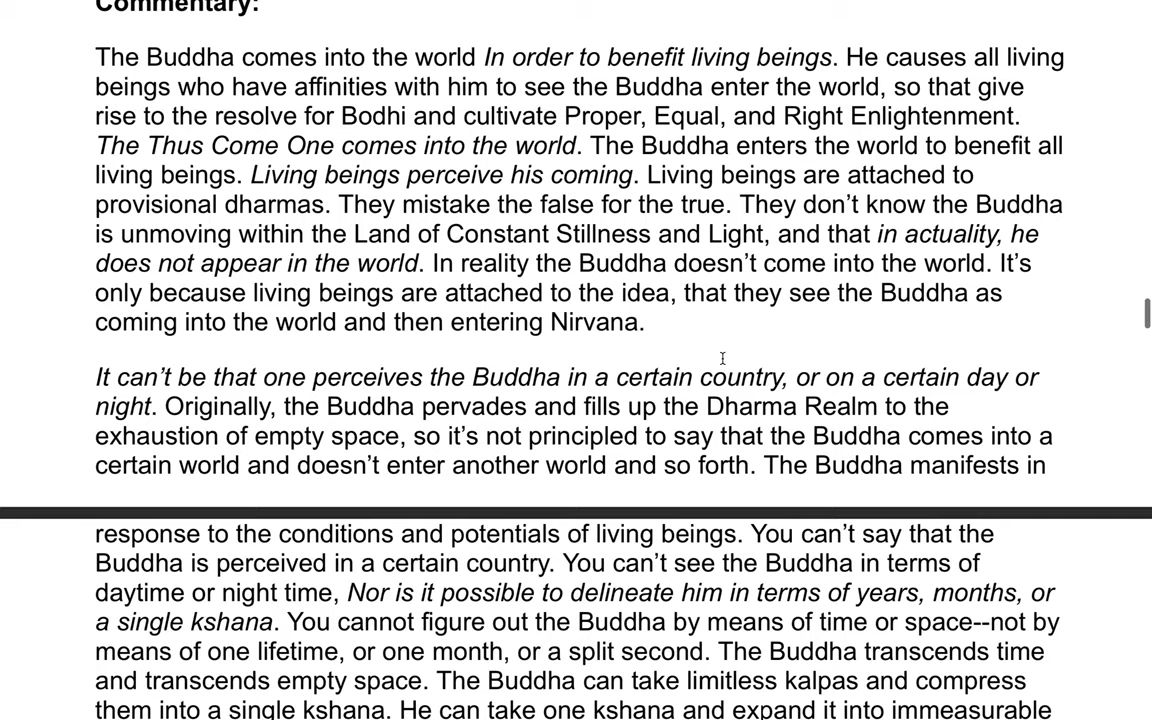 Commentary:
The Buddha comes into the world In order to benefit living beings. He causes all living
beings who have affinities with him to see the Buddha enter the world, so that give
rise to the resolve for Bodhi and cultivate Proper, Equal, and Right Enlightenment.
The Thus Come One comes into the world. The Buddha enters the world to benefit all
living beings. Living beings perceive his coming. Living beings are attached to
provisional dharmas. They mistake the false for the true. They don’t know the Buddha
is unmoving within the Land of Constant Stillness and Light, and that in actuality, he
does not appear in the world. In reality the Buddha doesn’t come into the world. It’s
only because living beings are attached to the idea, that they see the Buddha as
coming into the world and then entering Nirvana.
It can’t be that one perceives the Buddha in a certain country, or on a certain day or
night. Originally, the Buddha pervades and fills up the Dharma Realm to the
exhaustion of empty space, so it’s not principled to say that the Buddha comes into a
certain world and doesn’t enter another world and so forth. The Buddha manifests in
response to the conditions and potentials of living beings. You can’t say that the
Buddha is perceived in a certain country. You can’t see the Buddha in terms of
daytime or night time, Nor is it possible to delineate him in terms of years, months, or
a single kshana. You cannot figure out the Buddha by means of time or space--not by
means of one lifetime, or one month, or a split second. The Buddha transcends time
and transcends empty space. The Buddha can take limitless kalpas and compress
them into a single kshana. He can take one kshana and expand it into immeasurable